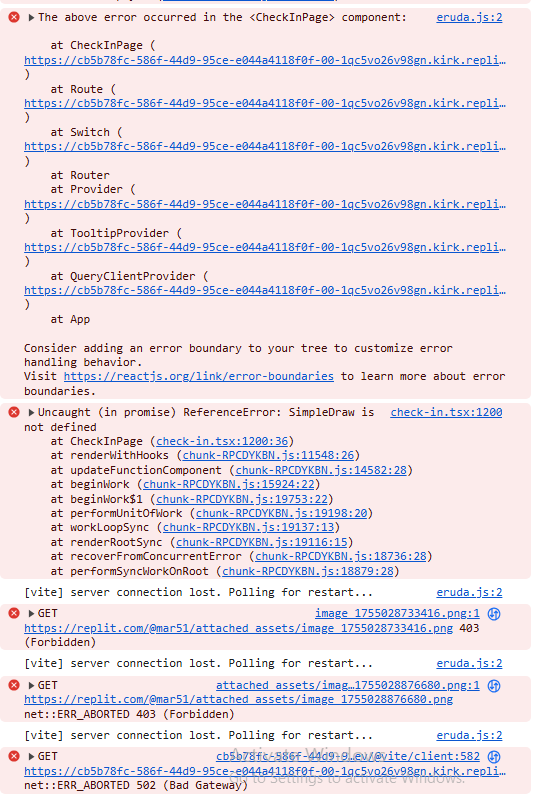 The above error occurred in the <CheckInPage> component: eruda.js:2
at CheckInPage (
https://cb5b78fc-586f-44d9-95ce-e044a4118f0f-00-1qc5vo26v98gn.kirk.repli…
)
at Route (
https://cb5b78fc-586f-44d9-95ce-e044a4118f0f-00-1qc5vo26v98gn.kirk.repli…
)
at Switch (
https://cb5b78fc-586f-44d9-95ce-e044a4118f0f-00-1qc5vo26v98gn.kirk.repli…
)
at Router
at Provider (
https://cb5b78fc-586f-44d9-95ce-e044a4118f0f-00-1qc5vo26v98gn.kirk.repli…
)
at TooltipProvider (
https://cb5b78fc-586f-44d9-95ce-e044a4118f0f-00-1qc5vo26v98gn.kirk.repli…
)
at QueryClientProvider (
https://cb5b78fc-586f-44d9-95ce-e044a4118f0f-00-1qc5vo26v98gn.kirk.repli…
)
at App
Consider adding an error boundary to your tree to customize error
handling behavior.
Visit https://reactjs.org/link/error-boundaries to learn more about error
boundaries.
Uncaught (in promise) ReferenceError: SimpleDraw is check-in.tsx:1200
not defined
at CheckInPage (check-in.tsx:1200:36)
at renderWithHooks (chunk-RPCDYKBN.js:11548:26)
at updateFunctionComponent (chunk-RPCDYKBN.js:14582:28)
at beginWork (chunk-RPCDYKBN.js:15924:22)
at beginWork$1 (chunk-RPCDYKBN.js:19753:22)
at performUnitOfWork (chunk-RPCDYKBN.js:19198:20)
at workLoopSync (chunk-RPCDYKBN.js:19137:13)
at renderRootSync (chunk-RPCDYKBN.js:19116:15)
at recoverFromConcurrentError (chunk-RPCDYKBN.js:18736:28)
at performSyncWorkOnRoot (chunk-RPCDYKBN.js:18879:28)
[vite] server connection lost. Polling for restart... eruda.js:2
GET image_1755028733416.png:1
https://replit.com/@mar51/attached_assets/image_1755028733416.png 403
(Forbidden)
[vite] server connection lost. Polling for restart... eruda.js:2
GET attached_assets/imag…1755028876680.png:1
https://replit.com/@mar51/attached_assets/image_1755028876680.png
net::ERR_ABORTED 403 (Forbidden)
[vite] server connection lost. Polling for restart... eruda.js:2
GET cb5b78fc-586f-44d9-9…ev/@vite/client:582
Activate Windows
https://cb5b78fc-586f-44d9-95ce-e044a4118f0f-00-1qc5vo26v98gn.kirk.repli…
Go to Settings to activate Windows.
net::ERR_ABORTED 502 (Bad Gateway)